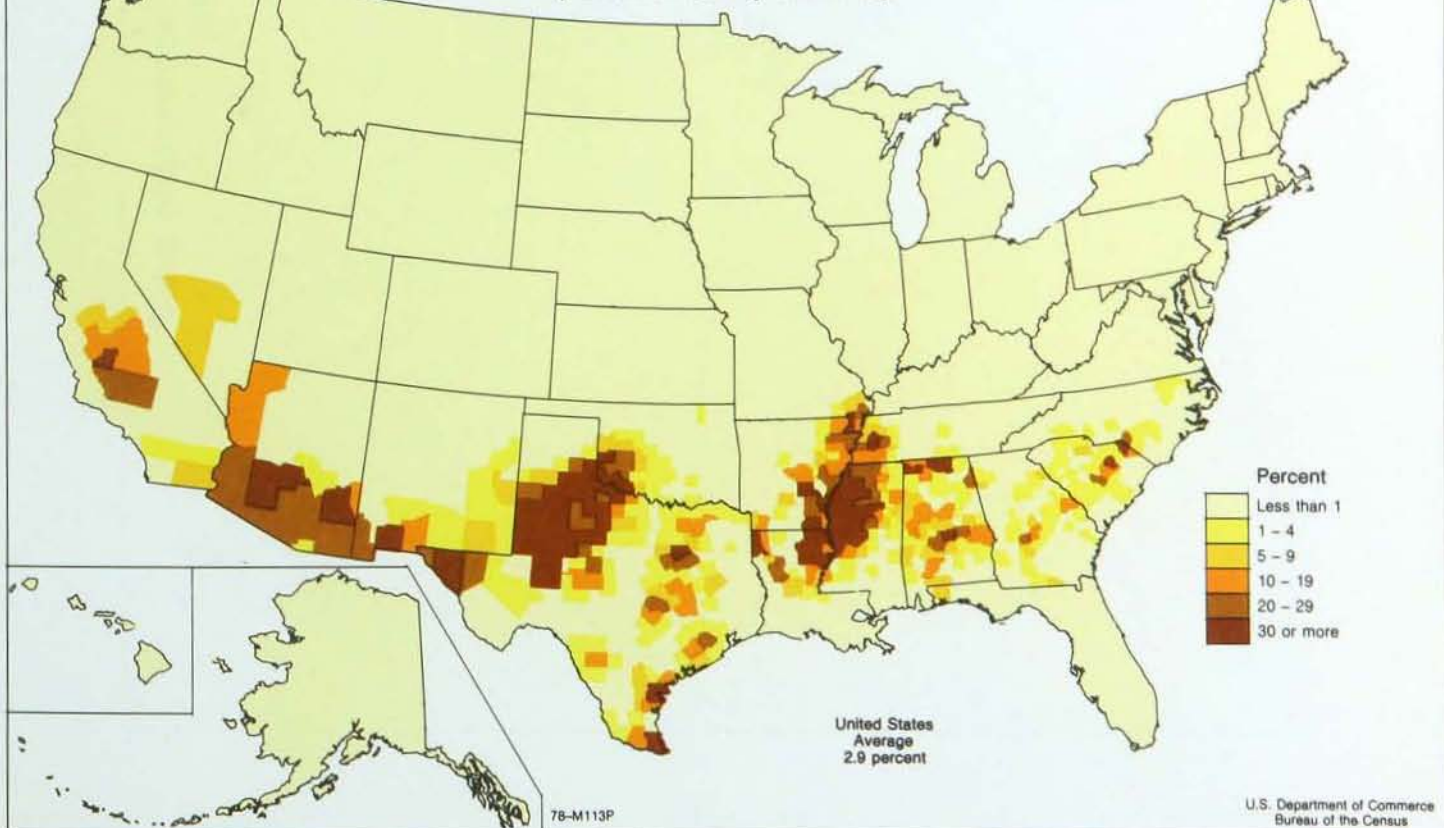 Percent
Less than 1
1 – 4
5 – 9
10 – 19
20 – 29
30 or more
United States
Average
2.9 percent
78–M113P
U.S. Department of Commerce
Bureau of the Census